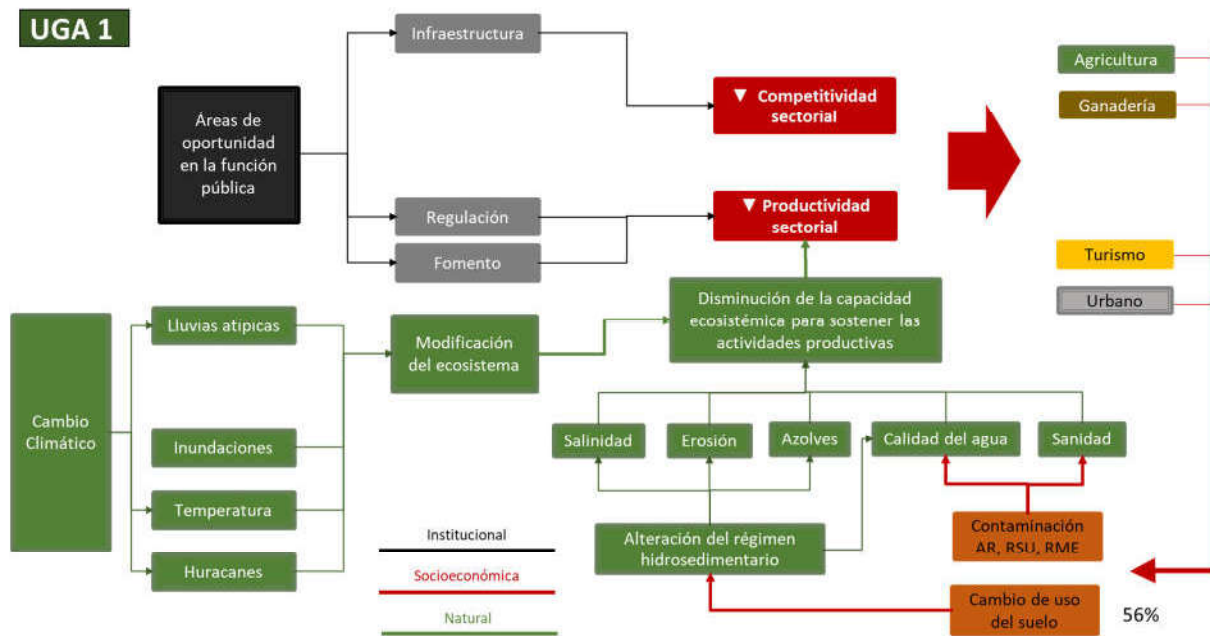 UGA 1
Áreas de
oportunidad
en la función
pública
Infraestructura
Regulación
Fomento
▼ Competitividad
sectorial
▼ Productividad
sectorial
Agricultura
Ganadería
Turismo
Urbano
Cambio
Climático
Lluvias atipicas
Inundaciones
Temperatura
Huracanes
Modificación
del ecosistema
Disminución de la capacidad
ecosistémica para sostener las
actividades productivas
Salinidad
Erosión
Azolves
Calidad del agua
Sanidad
Alteración del régimen
hidrosedimentario
Contaminación
AR, RSU, RME
Cambio de uso
del suelo
56%
Institucional
Socioeconómica
Natural